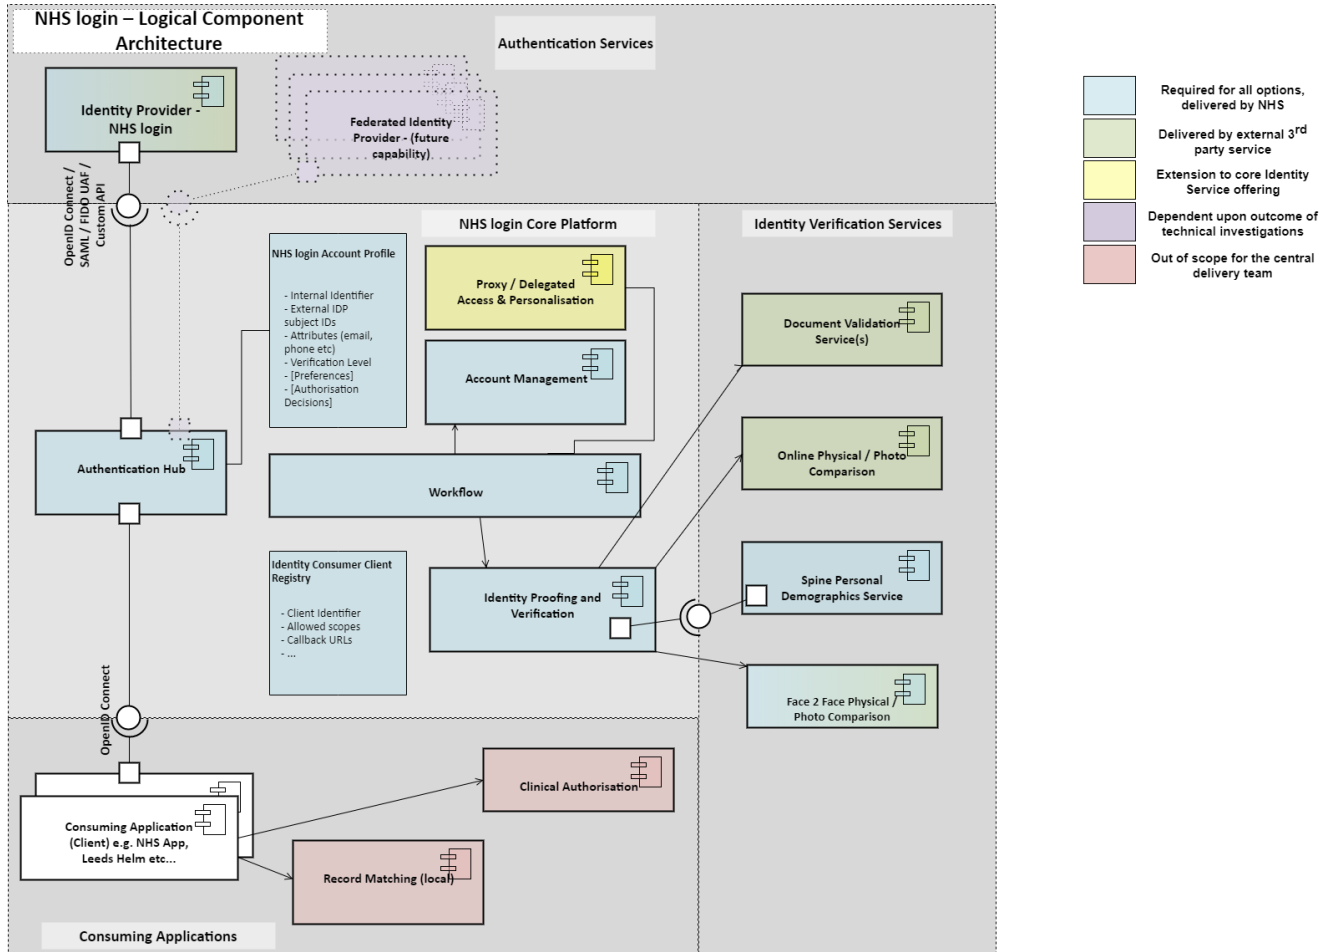 NHS login – Logical Component
Architecture
Authentication Services
Identity Provider -
NHS login
Federated Identity
Provider - (future
capability)
OpenID Connect /
SAML / FIDO UAF /
Custom API
NHS login Core Platform
Identity Verification Services
NHS login Account Profile
- Internal Identifier
- External IDP
subject IDs
- Attributes (email,
phone etc)
- Verification Level
- [Preferences]
- [Authorisation
Decisions]
Proxy / Delegated
Access & Personalisation
Account Management
Authentication Hub
Workflow
Identity Consumer Client
Registry
- Client Identifier
- Allowed scopes
- Callback URLs
- ...
Identity Proofing and
Verification
Document Validation
Service(s)
Online Physical / Photo
Comparison
Spine Personal
Demographics Service
Face 2 Face Physical /
Photo Comparison
OpenID Connect
Consuming Application
(Client) e.g. NHS App,
Leeds Helm etc...
Clinical Authorisation
Record Matching (local)
Consuming Applications
Required for all options,
delivered by NHS
Delivered by external 3rd
party service
Extension to core Identity
Service offering
Dependent upon outcome of
technical investigations
Out of scope for the central
delivery team